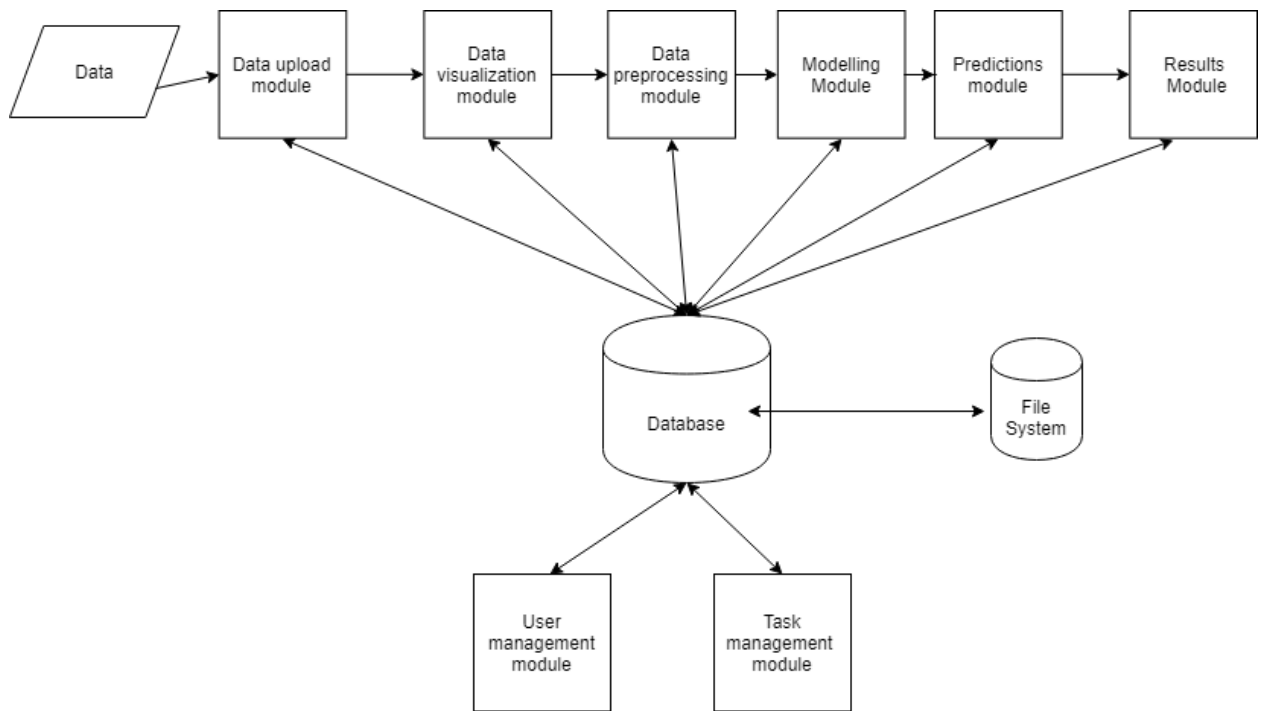 Data
Data upload
module
Data
visualization
module
Data
preprocessing
module
Modelling
Module
Predictions
module
Results
Module
Database
File
System
User
management
module
Task
management
module